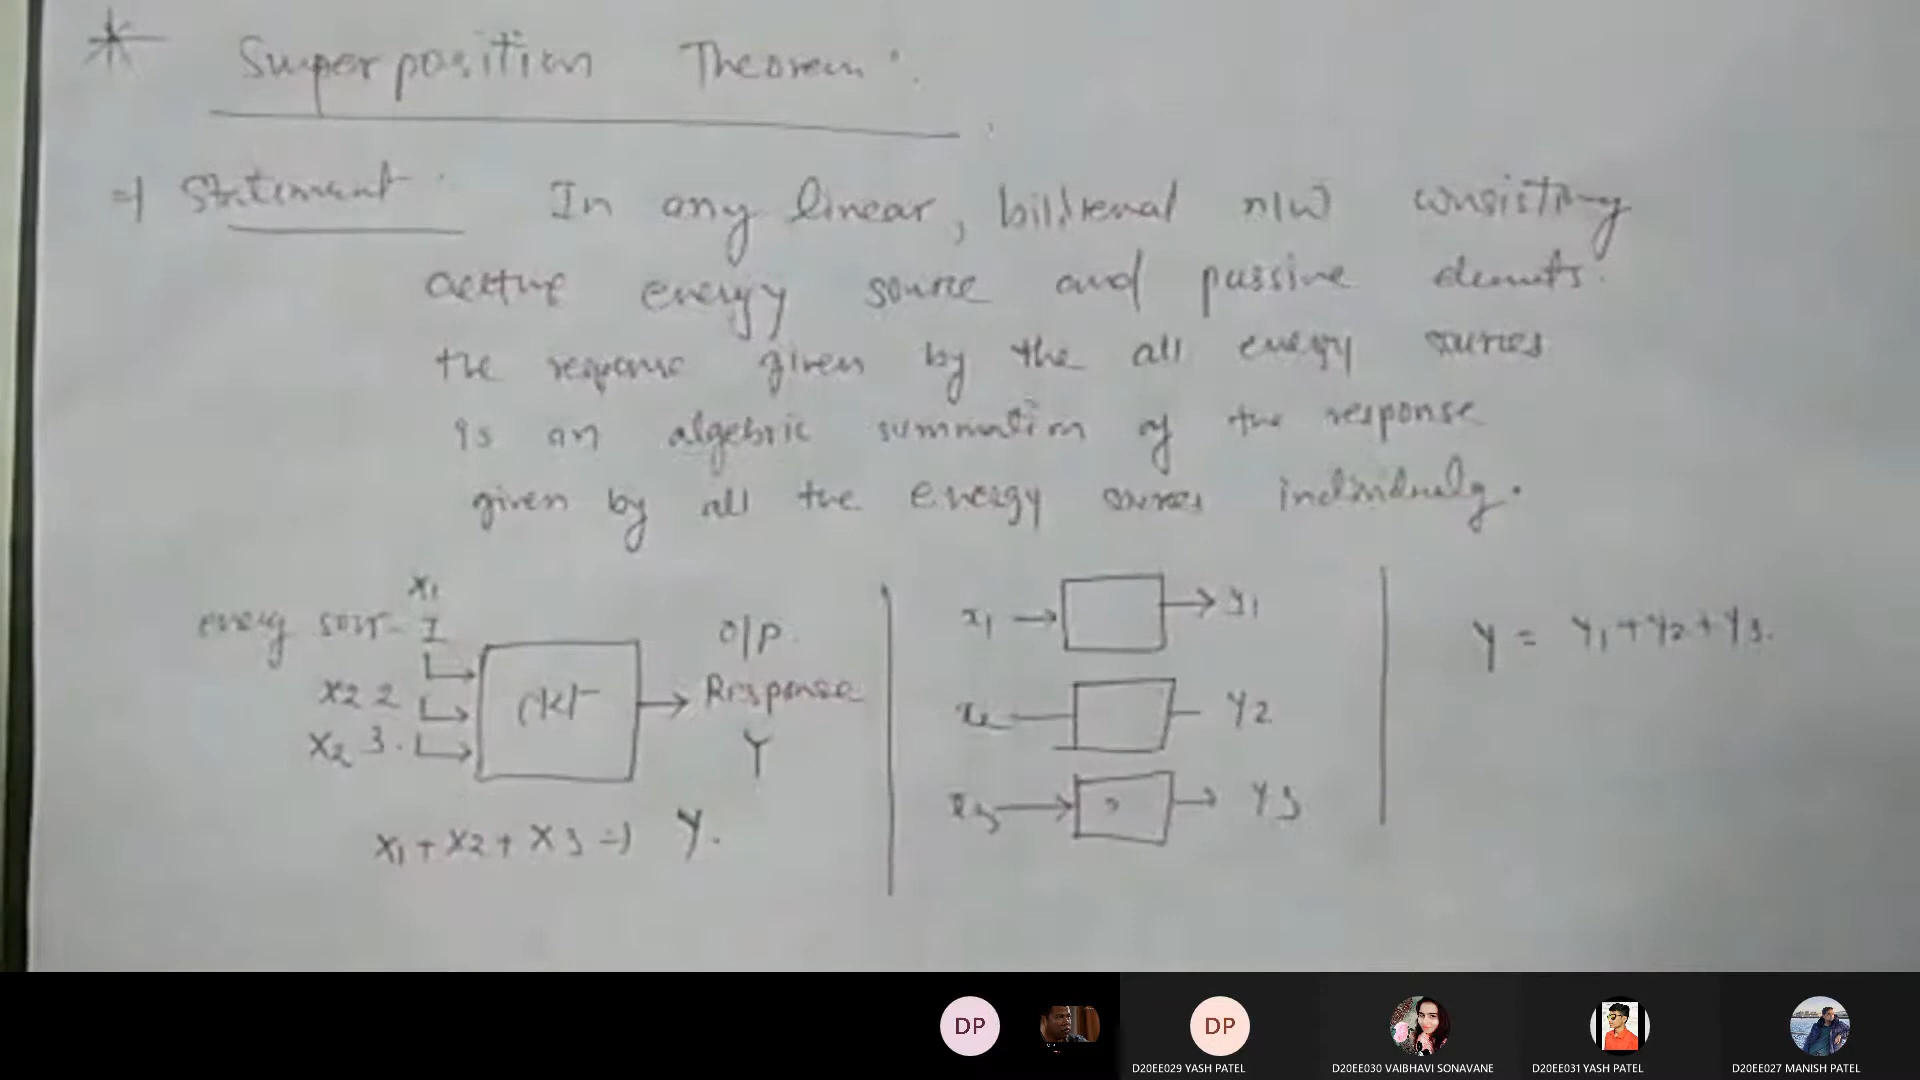 * Superposition Theorem :
=) Statement : In any linear, bilateral n/w consisting
active energy source and passive elements.
the response given by the all energy sources
is an algebric summation of the response
given by all the energy sources individualy.
x1
energy sour- 1
x2 2
x2 3.
ckt
O/P.
Response
Y
x1 + x2 + x3 =) Y.
x1 y1
x2 y2
x3 y3
Y = Y1 + Y2 + Y3.
DP
DP
D20EE029 YASH PATEL
D20EE030 VAIBHAVI SONAVANE
D20EE031 YASH PATEL
D20EE027 MANISH PATEL